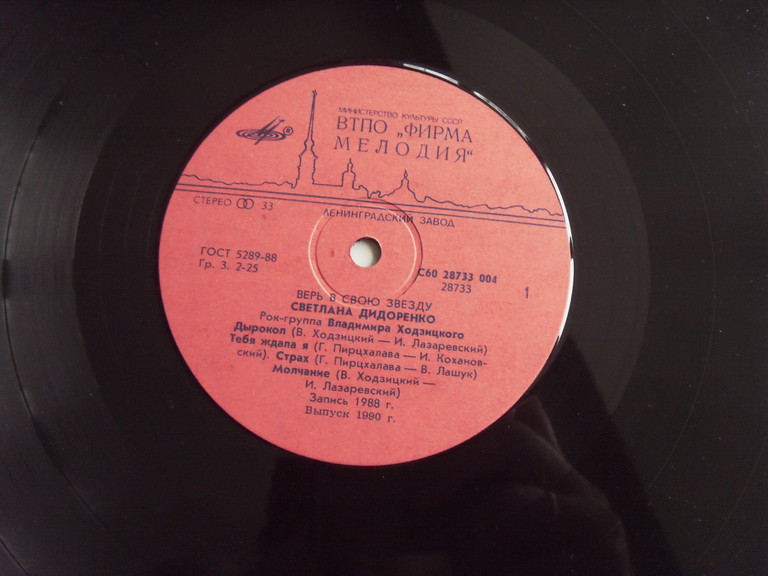 МИНИСТЕРСТВО КУЛЬТУРЫ СССР
ВТПО „ФИРМА
МЕЛОДИЯ“
®
СТЕРЕО 33
ЛЕНИНГРАДСКИЙ ЗАВОД
ГОСТ 5289-88
Гр. 3. 2-25
С60 28733 004
28733
1
ВЕРЬ В СВОЮ ЗВЕЗДУ
СВЕТЛАНА ДИДОРЕНКО
Рок-группа Владимира Ходзицкого
Дырокол (В. Ходзицкий — И. Лазаревский)
Тебя ждала я (Г. Пирцхалава — И. Кохановский). Страх (Г. Пирцхалава — В. Лашук)
Молчание (В. Ходзицкий —
И. Лазаревский)
Запись 1988 г.
Выпуск 1990 г.